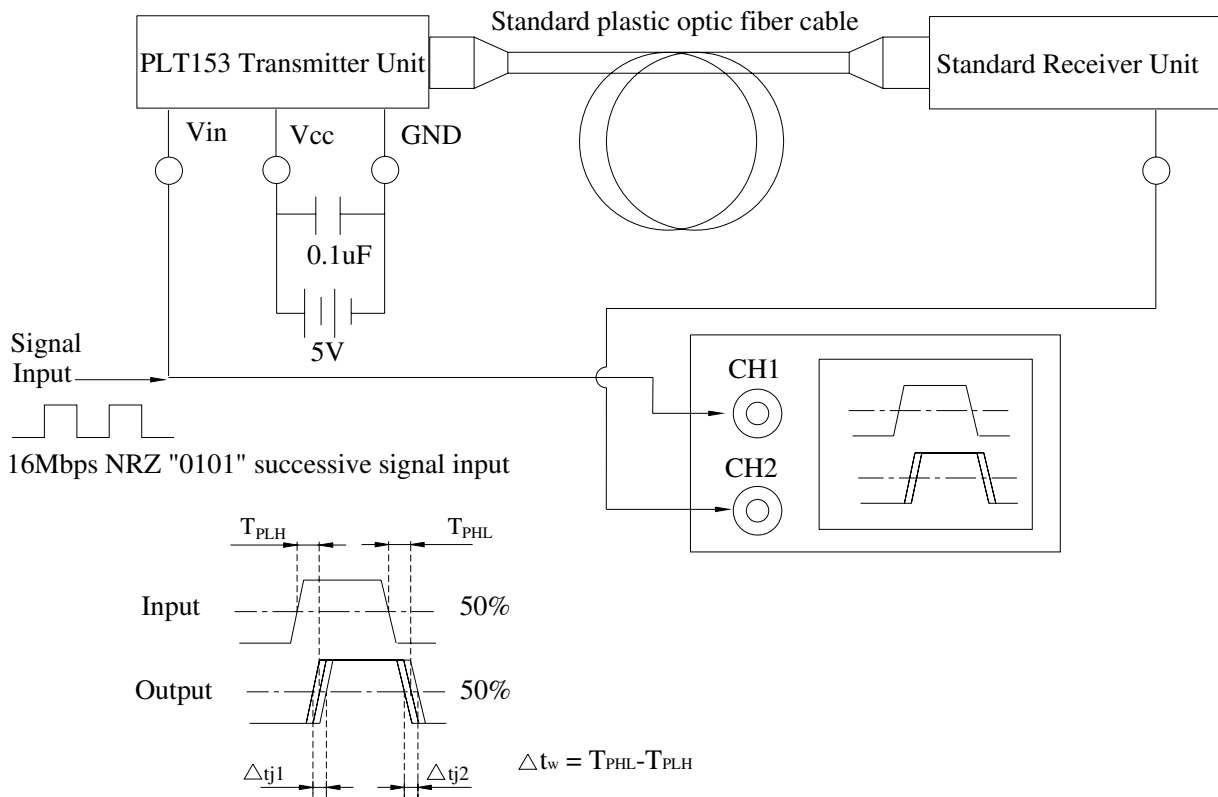 Standard plastic optic fiber cable
PLT153 Transmitter Unit
Standard Receiver Unit
Vin
Vcc
GND
0.1uF
5V
Signal
Input
CH1
CH2
16Mbps NRZ "0101" successive signal input
TPLH
TPHL
Input
50%
Output
50%
△tj1
△tj2
△tw = TPHL-TPLH